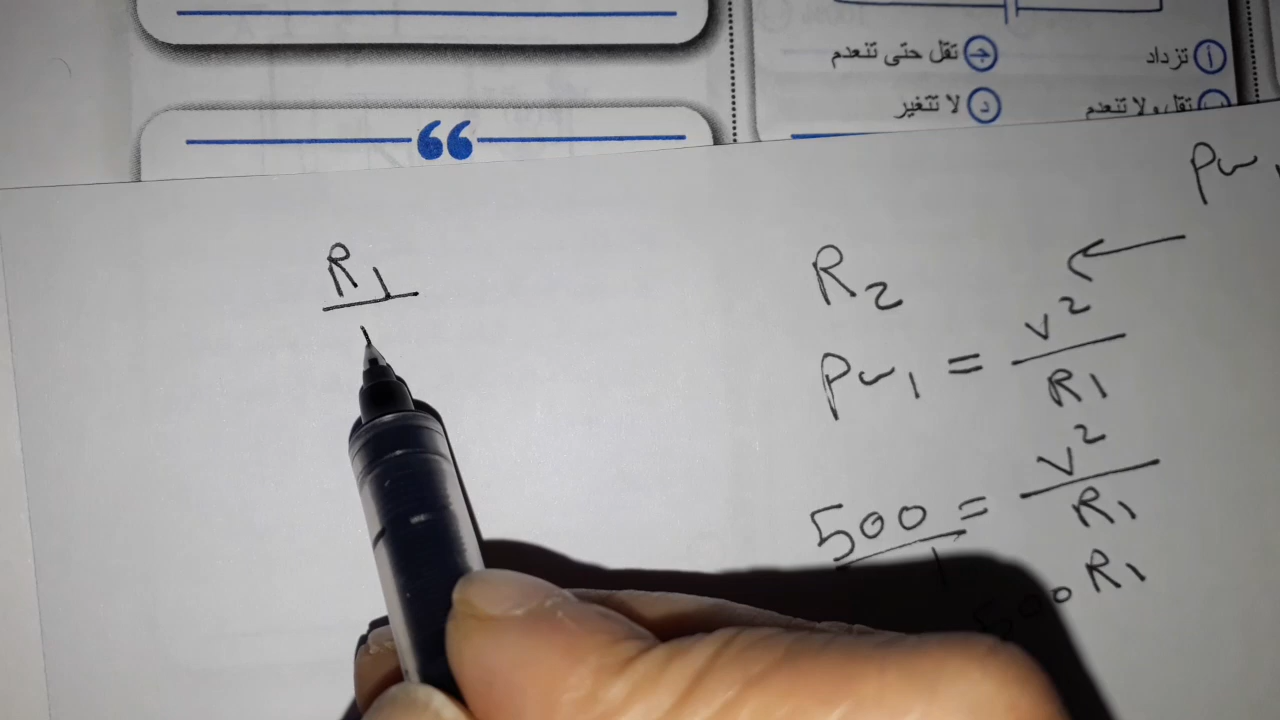 أ تزداد
ج تقل حتى تنعدم
ب تقل ولا تنعدم
د لا تتغير
“
Pw
R1
R2
Pw1 = V2 / R1
500 / 1 = V2 / R1
500 R1